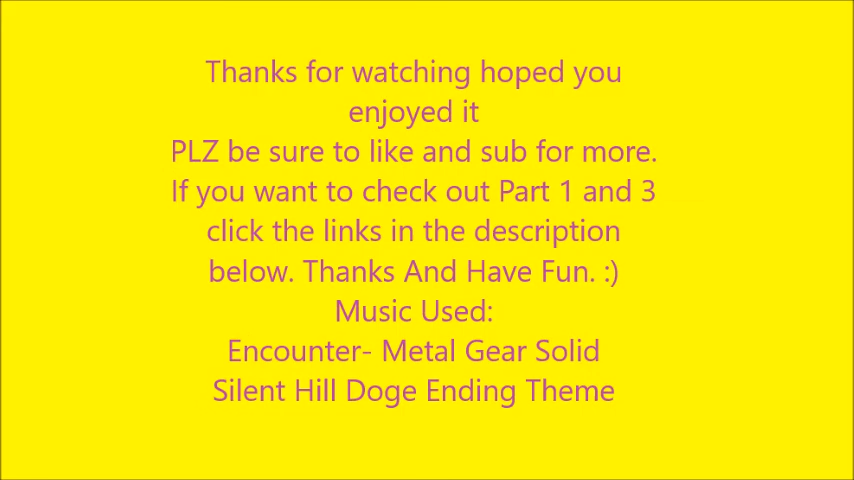 Thanks for watching hoped you
enjoyed it
PLZ be sure to like and sub for more.
If you want to check out Part 1 and 3
click the links in the description
below. Thanks And Have Fun. :)
Music Used:
Encounter- Metal Gear Solid
Silent Hill Doge Ending Theme